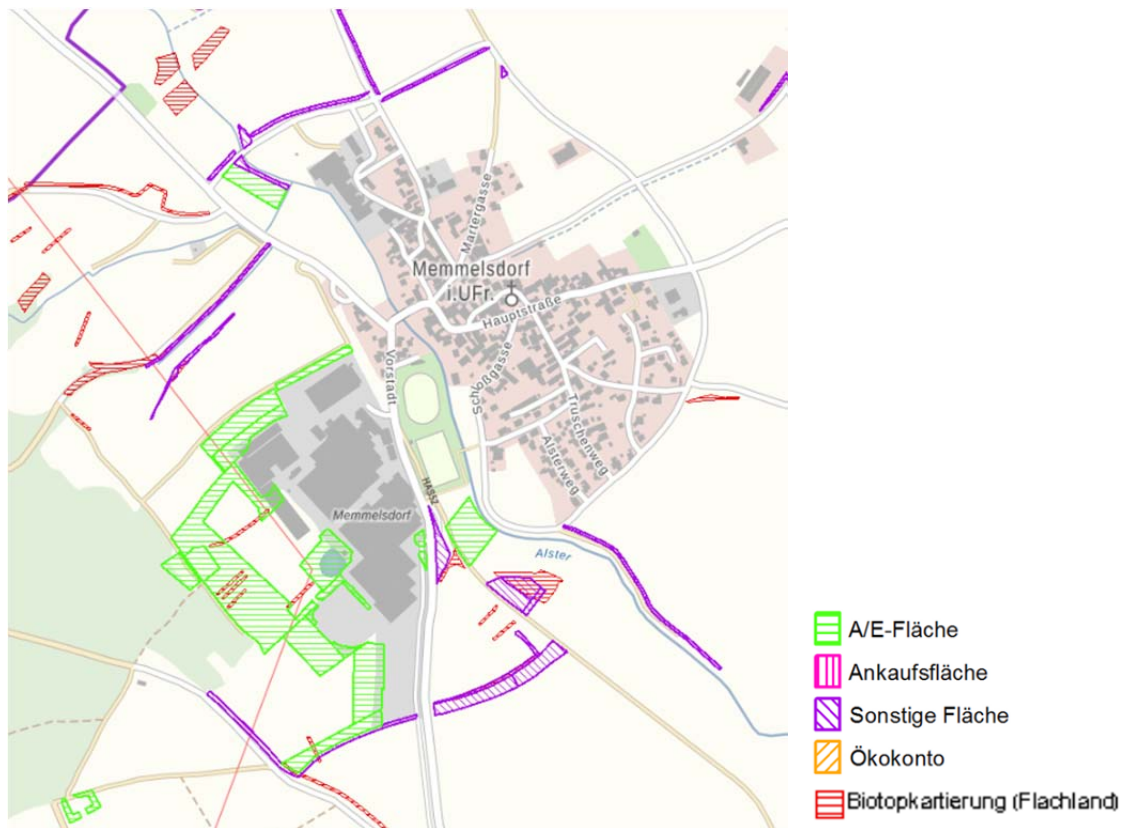 Martergasse
Memmelsdorf
i.UFr.
Hauptstraße
Vorstadt
Schloßgasse
Truschenweg
Alsterweg
HAS52
Memmelsdorf
Alster
A/E-Fläche
Ankaufsfläche
Sonstige Fläche
Ökokonto
Biotopkartierung (Flachland)